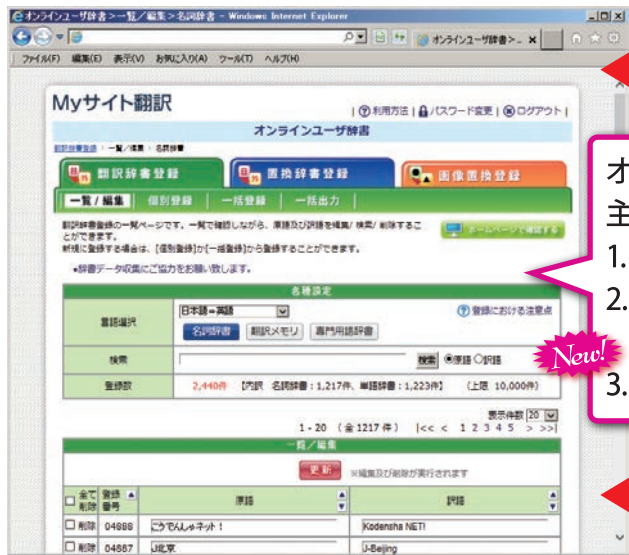 オンラインユーザ辞書>一覧/編集>名詞辞書 - Windows Internet Explorer
オンラインユーザ辞書>...
ファイル(F) 編集(E) 表示(V) お気に入り(A) ツール(T) ヘルプ(H)
Myサイト翻訳
利用方法 | パスワード変更 | ログアウト |
オンラインユーザ辞書
翻訳辞書登録 > 一覧/編集 > 名詞辞書
翻訳辞書登録 置換辞書登録 画像置換登録
一覧/編集 | 個別登録 | 一括登録 | 一括出力 |
翻訳辞書登録の一覧ページです。一覧で確認しながら、原語及び訳語を編集/ 検索/ 削除するこ
とができます。
ホームページで確認する
新規に登録する場合は、[個別登録]か[一括登録]から登録することができます。
•辞書データ収集にご協力をお願い致します。
各種設定
言語選択 日本語⇒英語 登録における注意点
名詞辞書 翻訳メモリ 専門用語辞書
検索 検索 原語 訳語
登録数 2,440件 【内訳 名詞辞書：1,217件、単語辞書：1,223件】 （上限 10,000件）
表示件数 20
1 - 20 （全1217件） |<< < 1 2 3 4 5 > >>|
一覧/編集
更新 ※編集及び削除が実行されます
全て削除 登録番号 原語 訳語
削除 04888 こうでんしゃネット！ Kodensha NET!
削除 04887 J北京 J-Beijing
オ
主
1.
2.
New!
3.